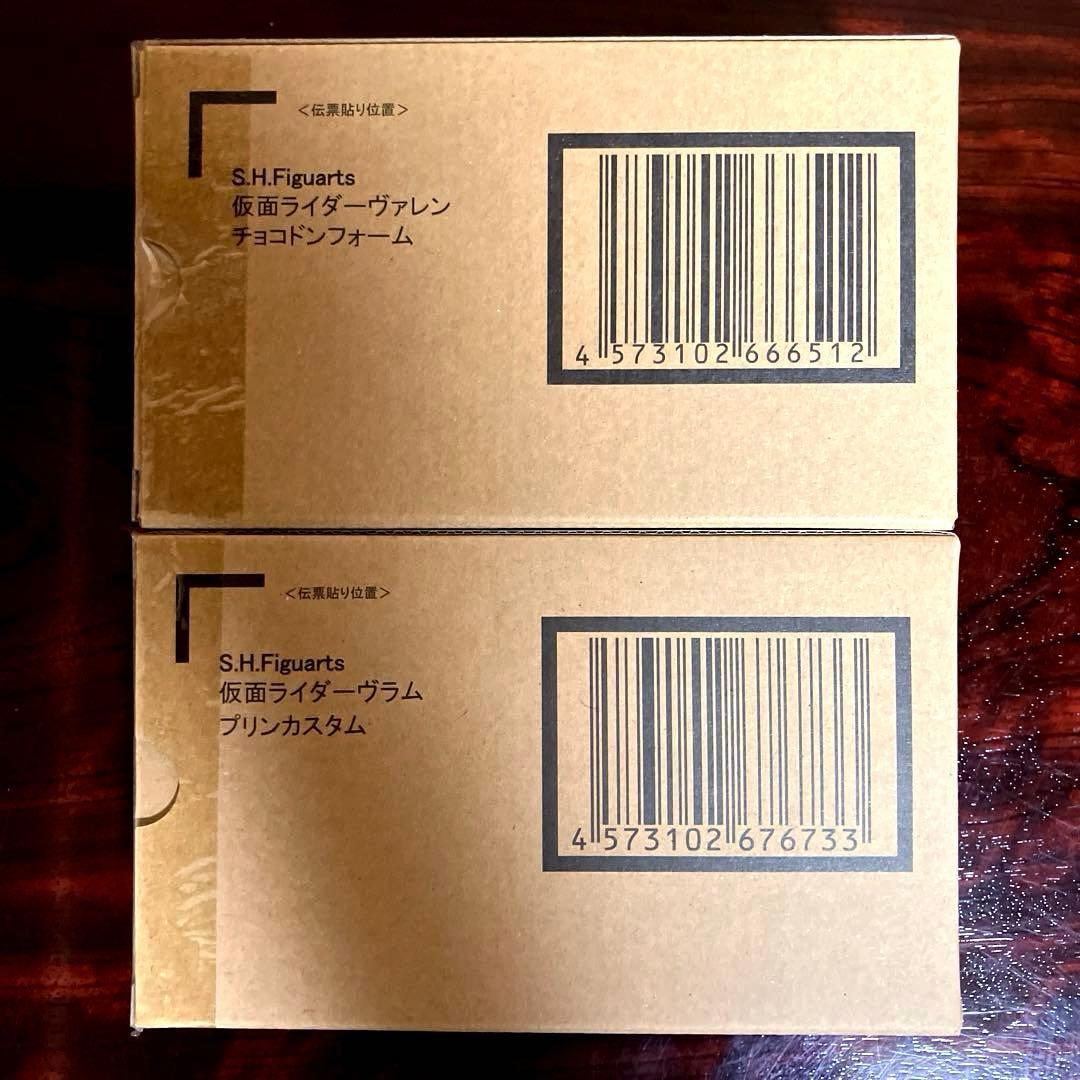 ＜伝票貼り位置＞
S.H.Figuarts
仮面ライダーヴァレン
チョコドンフォーム
4 573102 666512
＜伝票貼り位置＞
S.H.Figuarts
仮面ライダーヴラム
プリンカスタム
4 573102 676733